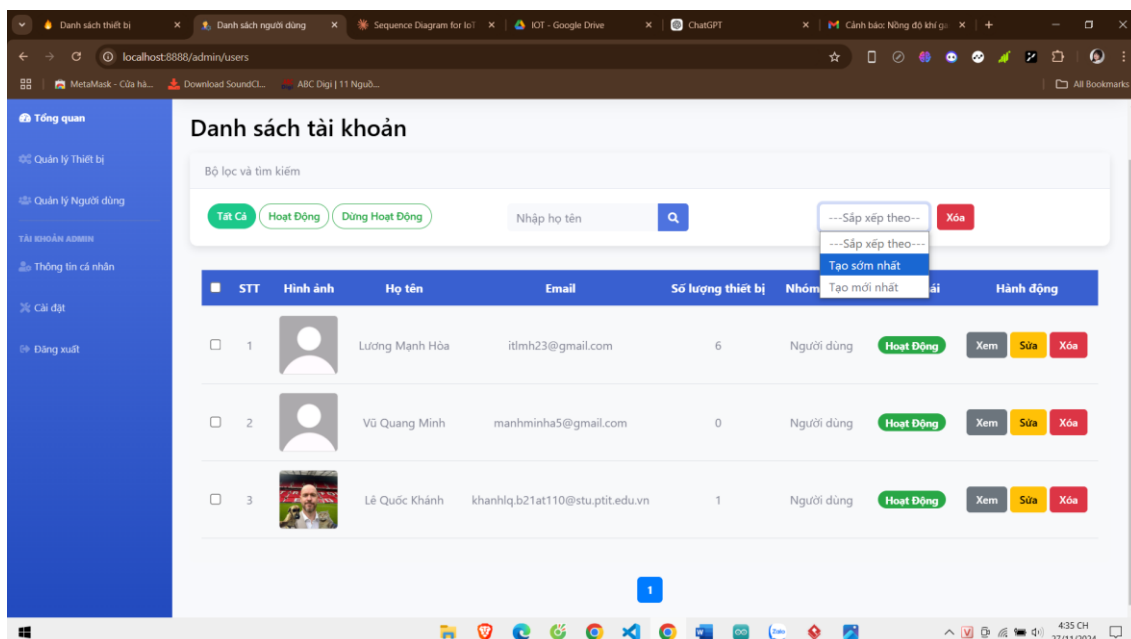 Danh sách thiết bị
Danh sách người dùng
Sequence Diagram for IoT
IOT - Google Drive
ChatGPT
Cảnh báo: Nồng độ khí ga
localhost:8888/admin/users
MetaMask - Cửa hà...
Download SoundCl...
ABC Digi | 11 Nguồ...
All Bookmarks
Tổng quan
Danh sách tài khoản
Quản lý Thiết bị
Bộ lọc và tìm kiếm
Quản lý Người dùng
Tất Cả Hoạt Động Dừng Hoạt Động Nhập họ tên ---Sắp xếp theo-- Xóa
TÀI KHOẢN ADMIN
---Sắp xếp theo---
Thông tin cá nhân
Tạo sớm nhất
Tạo mới nhất
STT Hình ảnh Họ tên Email Số lượng thiết bị Nhóm ái Hành động
Cài đặt
Đăng xuất
1 Lương Mạnh Hòa itlmh23@gmail.com 6 Người dùng Hoạt Động Xem Sửa Xóa
2 Vũ Quang Minh manhminha5@gmail.com 0 Người dùng Hoạt Động Xem Sửa Xóa
3 Lê Quốc Khánh khanhlq.b21at110@stu.ptit.edu.vn 1 Người dùng Hoạt Động Xem Sửa Xóa
1
4:35 CH
27/11/2024